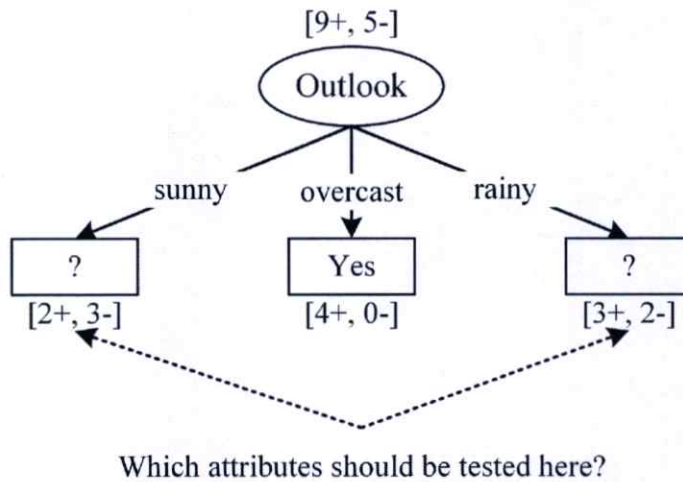 [9+, 5-]
Outlook
sunny overcast rainy
? Yes ?
[2+, 3-] [4+, 0-] [3+, 2-]
Which attributes should be tested here?